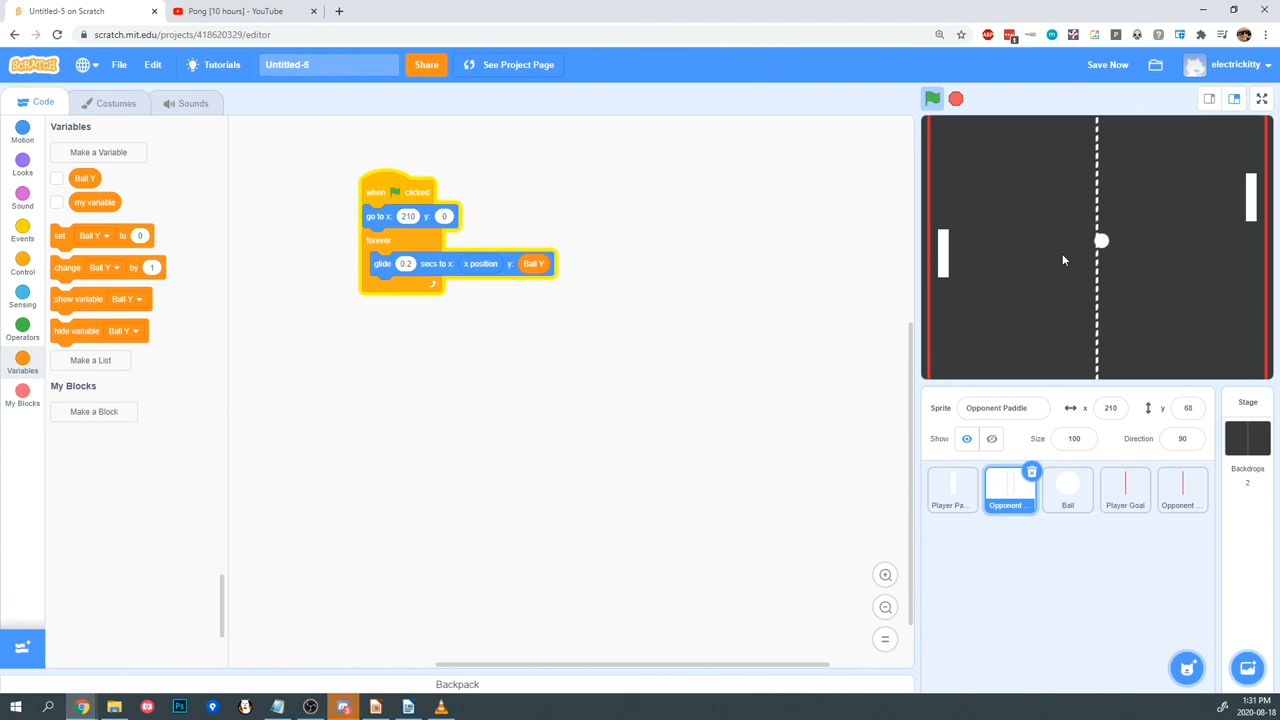 Untitled-5 on Scratch
Pong [10 hours] - YouTube
scratch.mit.edu/projects/418620329/editor
SCRATCH
File
Edit
Tutorials
Untitled-5
Share
See Project Page
Save Now
electrickitty
Code
Costumes
Sounds
Motion
Looks
Sound
Events
Control
Sensing
Operators
Variables
My Blocks
Variables
Make a Variable
Ball Y
my variable
set Ball Y to 0
change Ball Y by 1
show variable Ball Y
hide variable Ball Y
Make a List
My Blocks
Make a Block
when clicked
go to x: 210 y: 0
forever
glide 0.2 secs to x: x position y: Ball Y
Sprite Opponent Paddle x 210 y 68
Show Size 100 Direction 90
Player Pa...
Opponent ...
Ball
Player Goal
Opponent ...
Stage
Backdrops
2
Backpack
1:31 PM
2020-08-18